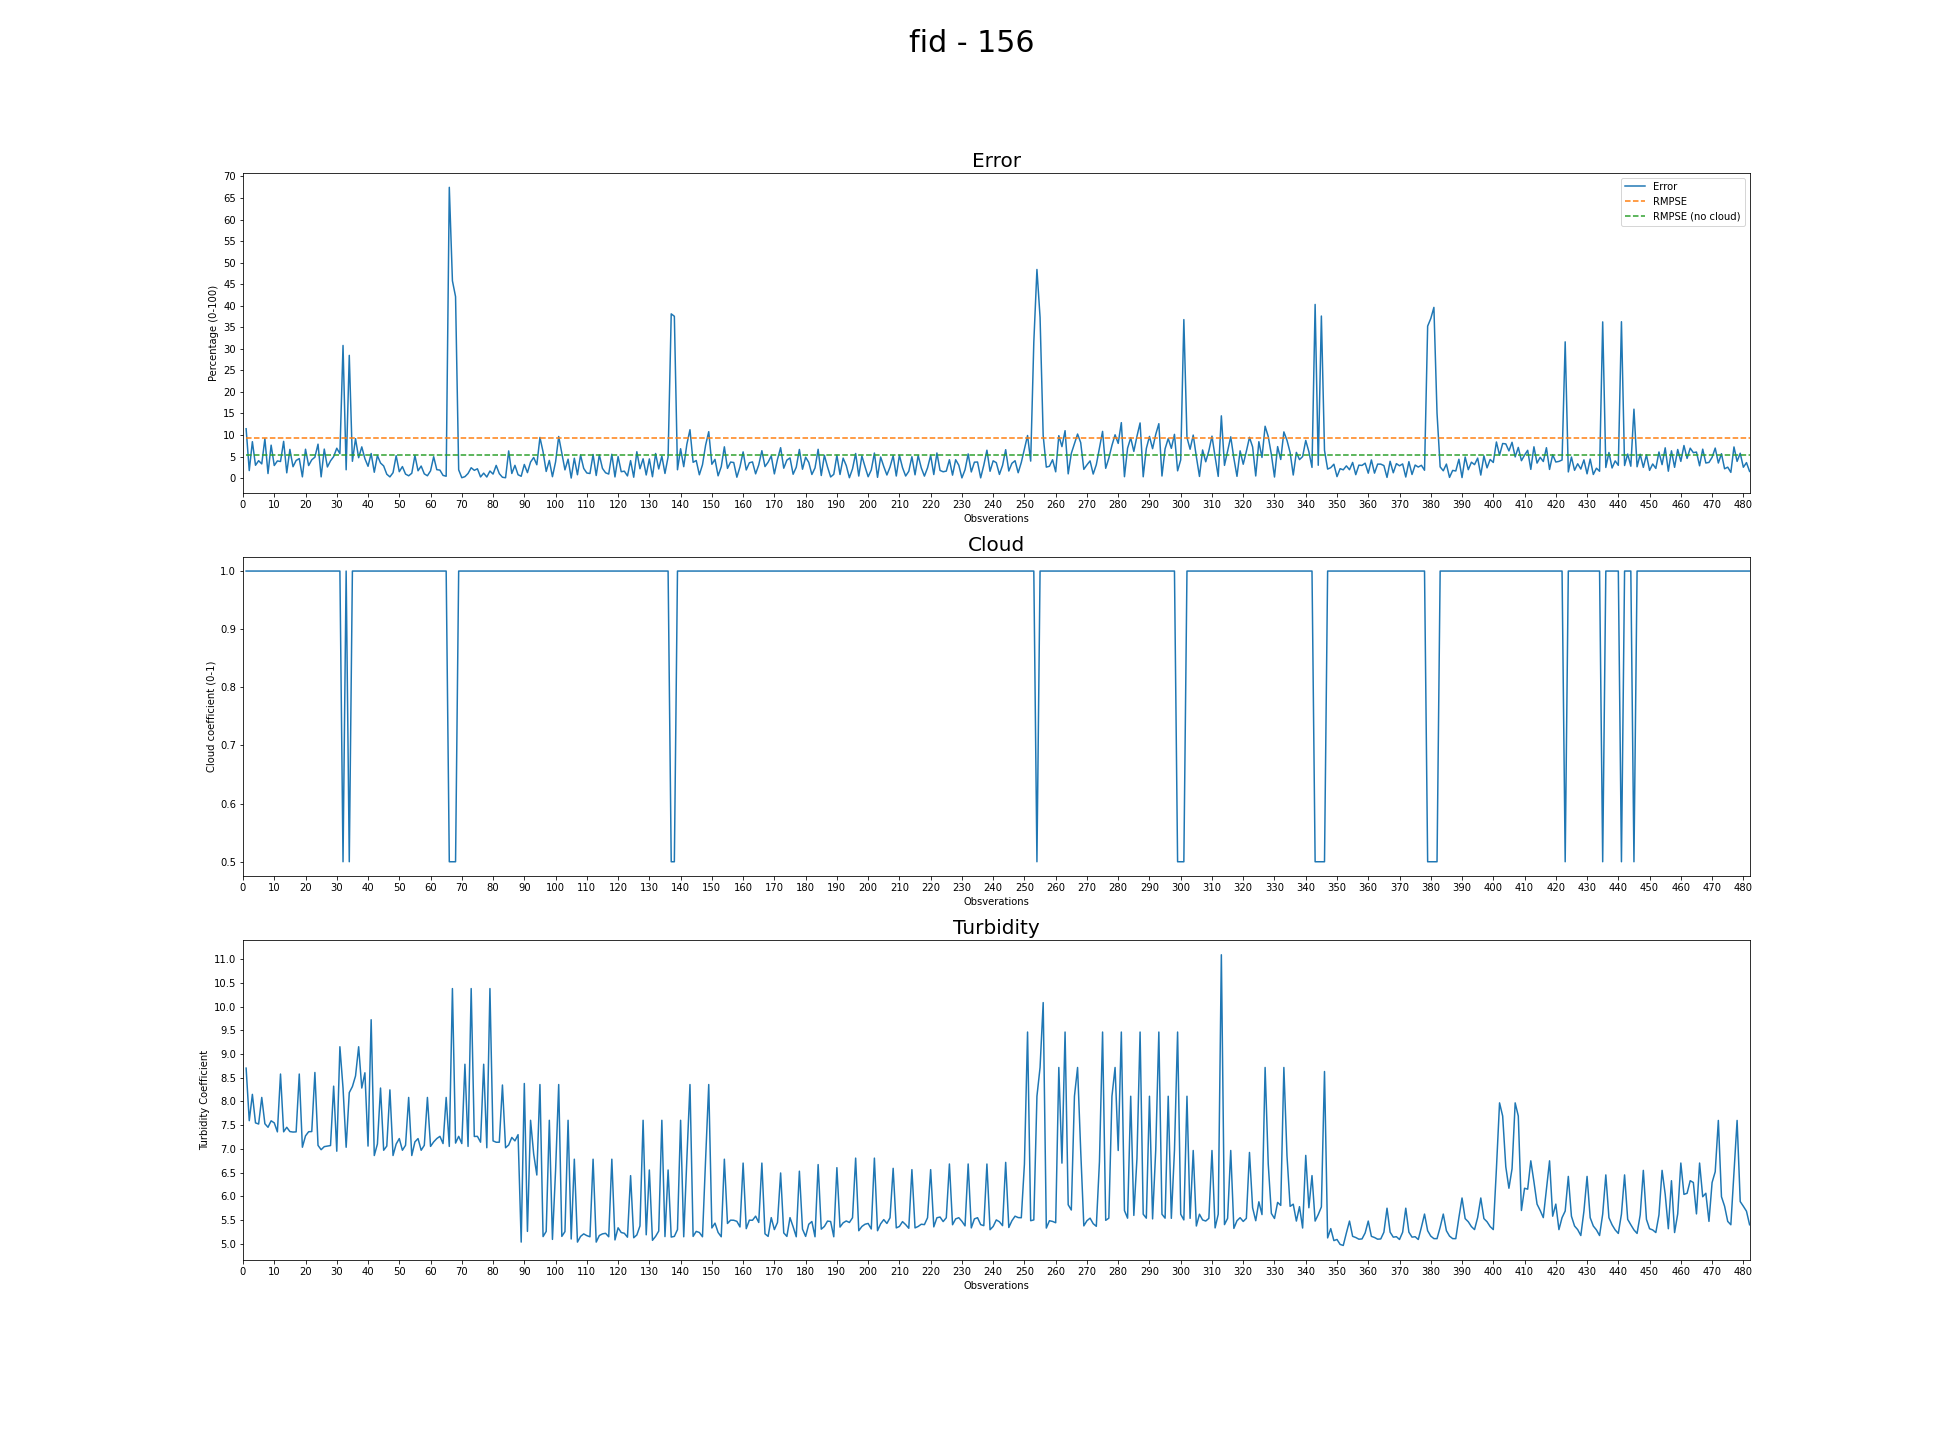 fid - 156
Error
70
65
60
55
50
45
40
35
30
25
20
15
10
5
0
Percentage (0-100)
Error
RMPSE
RMPSE (no cloud)
0 10 20 30 40 50 60 70 80 90 100 110 120 130 140 150 160 170 180 190 200 210 220 230 240 250 260 270 280 290 300 310 320 330 340 350 360 370 380 390 400 410 420 430 440 450 460 470 480
Obsverations
Cloud
1.0
0.9
0.8
0.7
0.6
0.5
Cloud coefficient (0-1)
0 10 20 30 40 50 60 70 80 90 100 110 120 130 140 150 160 170 180 190 200 210 220 230 240 250 260 270 280 290 300 310 320 330 340 350 360 370 380 390 400 410 420 430 440 450 460 470 480
Obsverations
Turbidity
11.0
10.5
10.0
9.5
9.0
8.5
8.0
7.5
7.0
6.5
6.0
5.5
5.0
Turbidity Coefficient
0 10 20 30 40 50 60 70 80 90 100 110 120 130 140 150 160 170 180 190 200 210 220 230 240 250 260 270 280 290 300 310 320 330 340 350 360 370 380 390 400 410 420 430 440 450 460 470 480
Obsverations